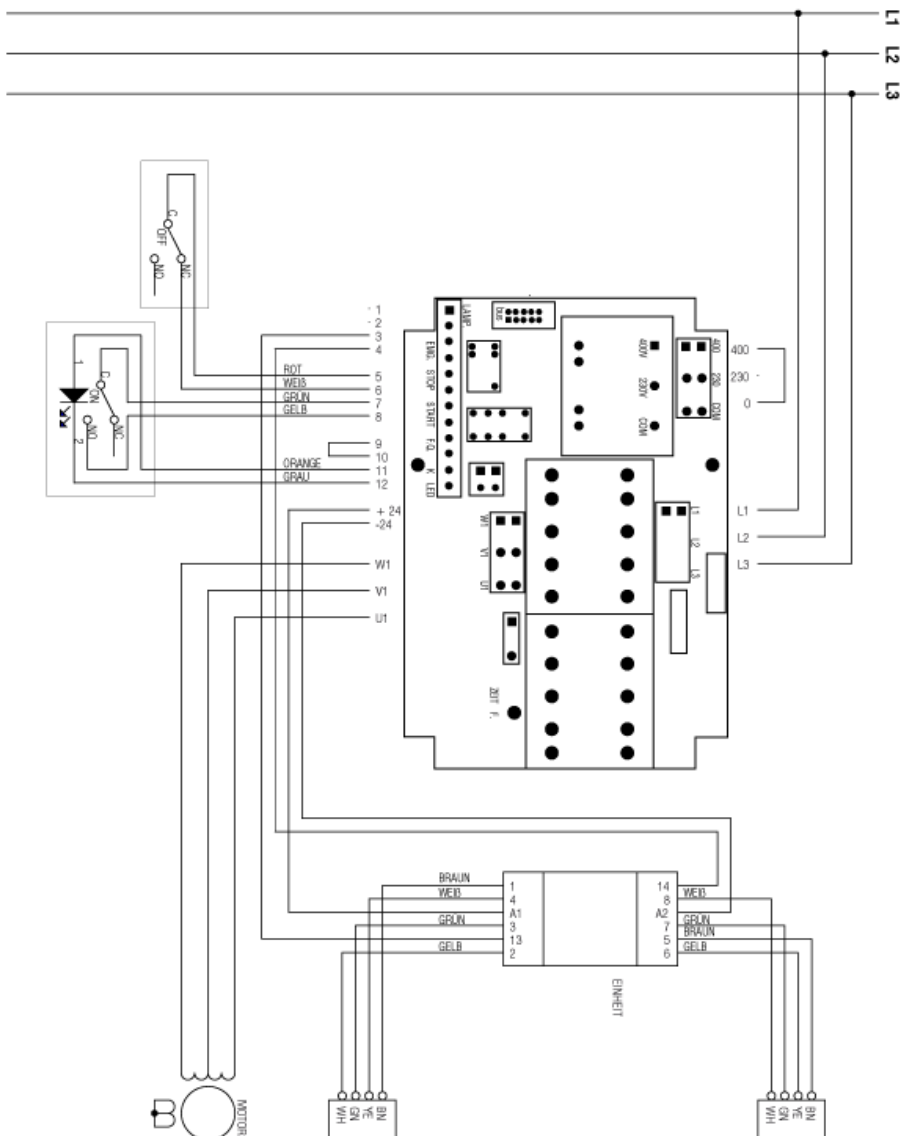 L1
L2
L3
C
OFF
NC
NO
1
C
ON
NO
NC
2
1
2
3
4
ROT
5
WEIß
6
GRÜN
7
GELB
8
9
10
ORANGE
11
GRAU
12
+ 24
-24
W1
V1
U1
LAMP.
EMG.
STOP
START
F.Q.
K
LED
bus
400V
230V
COM
400
230
COM
400
230
0
W1
V1
U1
L1
L2
L3
L1
L2
L3
ZEIT F.
BRAUN
WEIß
GRÜN
GELB
1
4
A1
3
13
2
14
8
A2
7
5
6
WEIß
GRÜN
BRAUN
GELB
EINHEIT
MOTOR
WH
GN
YE
BN
WH
GN
YE
BN